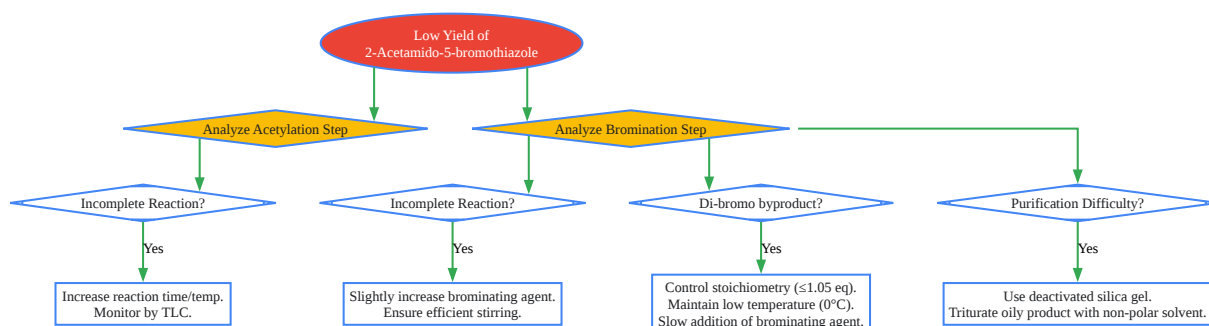 Low Yield of
2-Acetamido-5-bromothiazole
Analyze Acetylation Step
Analyze Bromination Step
Incomplete Reaction?
Incomplete Reaction?
Di-bromo byproduct?
Purification Difficulty?
Yes
Yes
Yes
Yes
Increase reaction time/temp.
Monitor by TLC.
Slightly increase brominating agent.
Ensure efficient stirring.
Control stoichiometry (≤1.05 eq).
Maintain low temperature (0°C).
Slow addition of brominating agent.
Use deactivated silica gel.
Triturate oily product with non-polar solvent.